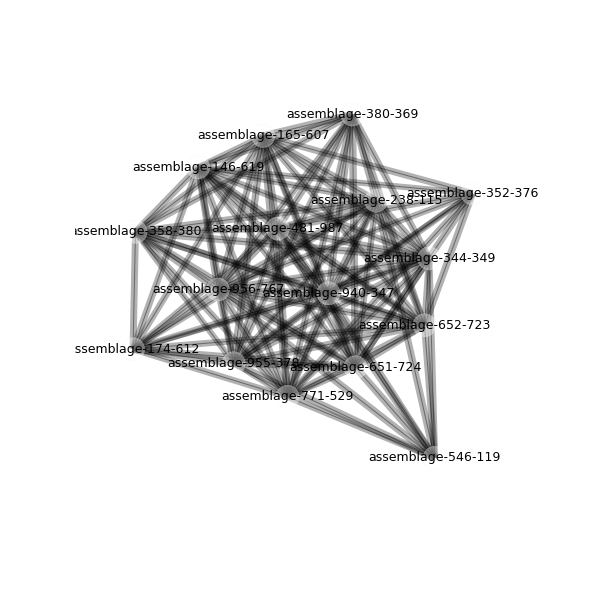 assemblage-380-369
assemblage-165-607
assemblage-146-619
assemblage-352-376
assemblage-238-115
assemblage-481-987
ssemblage-358-380
assemblage-344-349
assemblage-956-767
assemblage-940-347
assemblage-652-723
ssemblage-174-612
assemblage-955-378
assemblage-651-724
assemblage-771-529
assemblage-546-119